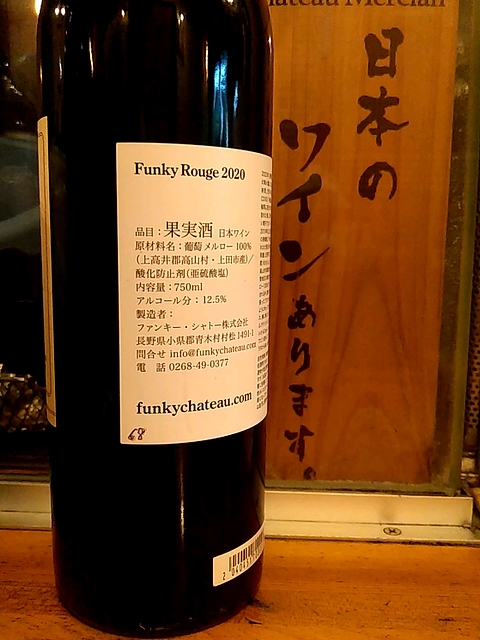 Chateau Mercian
日本の
ワイン
あります。
Funky Rouge 2020
品目：果実酒 日本ワイン
原材料名：葡萄 メルロー 100%
(上高井郡高山村・上田市産)／
酸化防止剤(亜硫酸塩)
内容量：750ml
アルコール分：12.5%
製造者：
ファンキー・シャトー株式会社
長野県小県郡青木村村松 1491-1
問合せ info@funkychateau.com
電　話 0268-49-0377
funkychateau.com
68